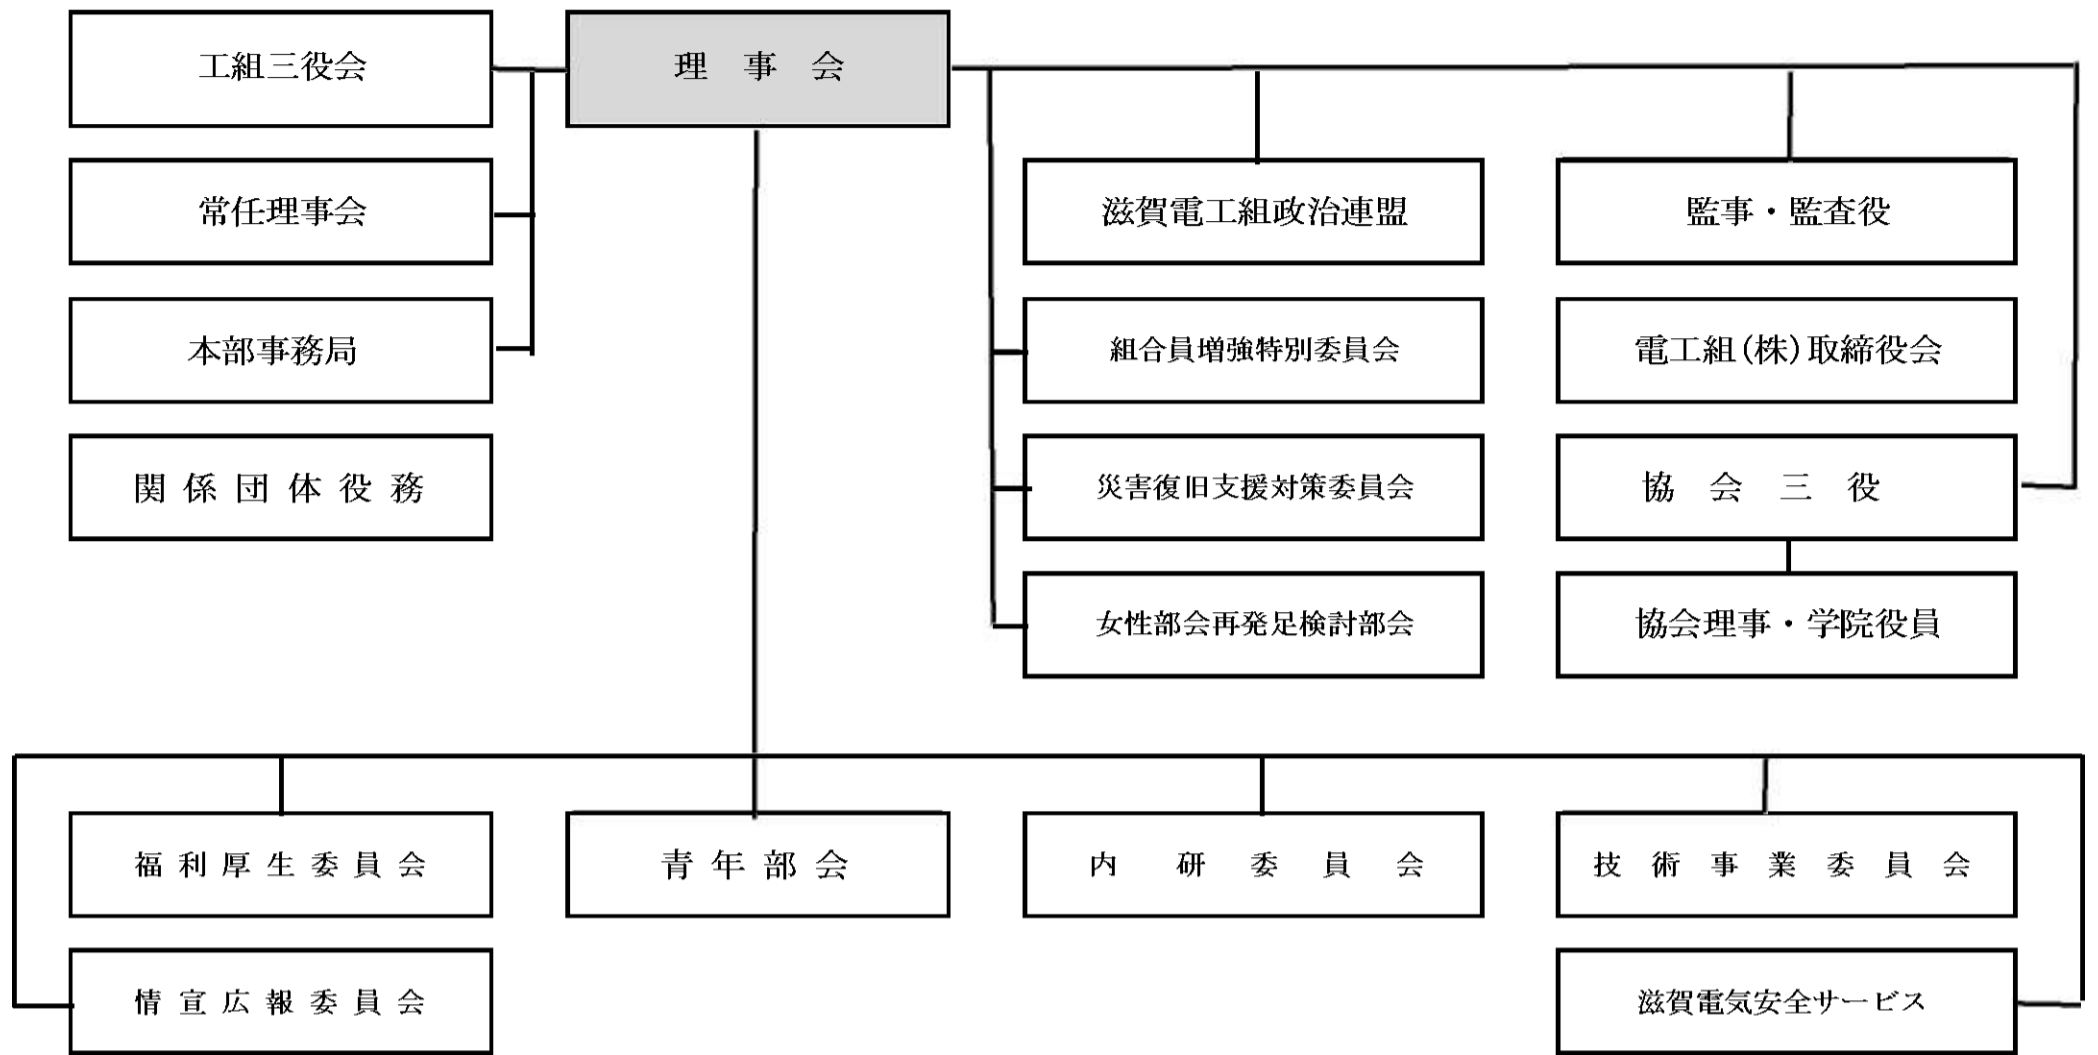 工組三役会
理事会
常任理事会
滋賀電工組政治連盟
監事・監査役
本部事務局
組合員増強特別委員会
電工組(株)取締役会
関係団体役務
災害復旧支援対策委員会
協会三役
女性部会再発足検討部会
協会理事・学院役員
福利厚生委員会
青年部会
内研委員会
技術事業委員会
情宣広報委員会
滋賀電気安全サービス